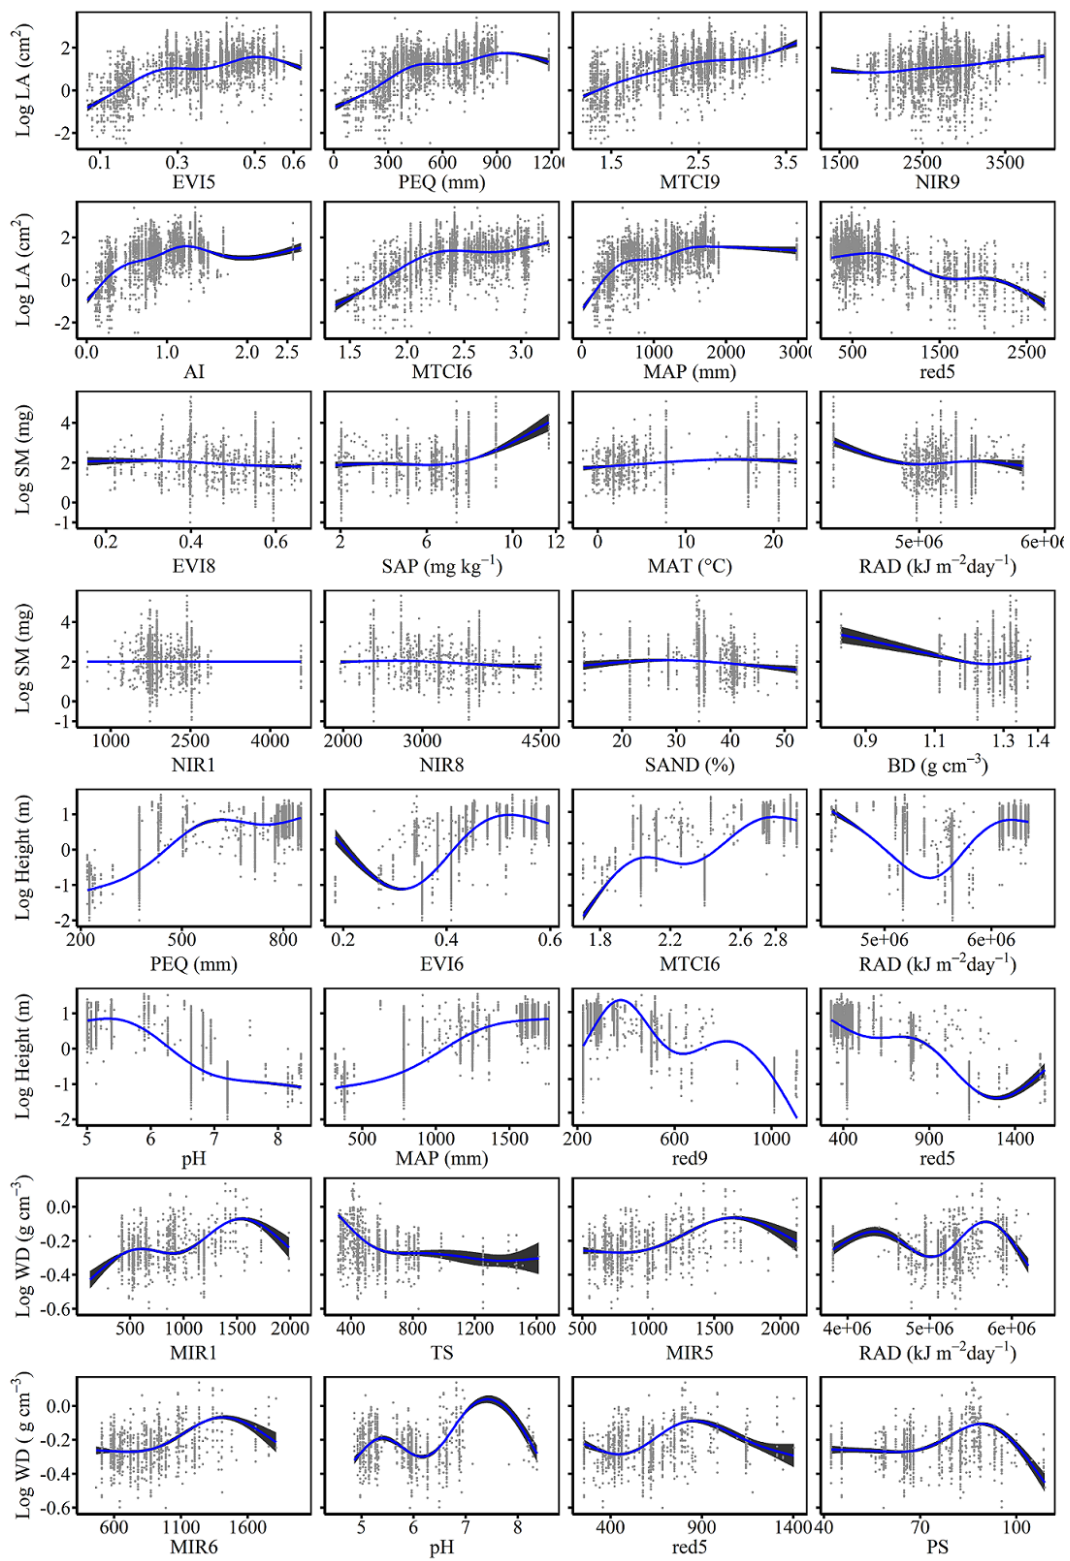 Log LA (cm²)
2
0
-2
0.1 0.3 0.5 0.6
0 300 600 900 120(
1.5 2.5 3.5
1500 2500 3500
EVI5 PEQ (mm) MTCI9 NIR9
Log LA (cm²)
2
0
-2
0.0 1.0 2.0 2.5
1.5 2.0 2.5 3.0
0 1000 2000 300(
500 1500 2500
AI MTCI6 MAP (mm) red5
Log SM (mg)
4
2
0
-1
0.2 0.4 0.6
2 6 10 12
0 10 20
5e+06 6e+0(
EVI8 SAP (mg kg⁻¹) MAT (°C) RAD (kJ m⁻²day⁻¹)
Log SM (mg)
4
2
0
-1
1000 2500 4000
2000 3000 4500
20 30 40 50
0.9 1.1 1.3 1.4
NIR1 NIR8 SAND (%) BD (g cm⁻³)
Log Height (m)
1
0
-1
-2
200 500 800
0.2 0.4 0.6
1.8 2.2 2.6 2.8
5e+06 6e+06
PEQ (mm) EVI6 MTCI6 RAD (kJ m⁻²day⁻¹)
Log Height (m)
1
0
-1
-2
5 6 7 8
500 1000 1500
200 600 1000
400 900 1400
pH MAP (mm) red9 red5
Log WD (g cm⁻³)
0.0
-0.2
-0.4
-0.6
500 1000 1500 2000
400 800 1200 1600
500 1000 1500 2000
4e+06 5e+06 6e+06
MIR1 TS MIR5 RAD (kJ m⁻²day⁻¹)
Log WD (g cm⁻³)
0.0
-0.2
-0.4
-0.6
600 1100 1600
5 6 7 8
400 900 1400
40 70 100
MIR6 pH red5 PS